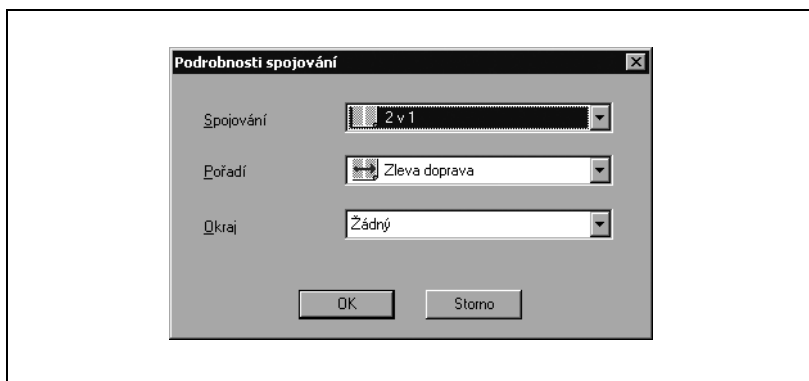 Podrobnosti spojování
Spojování 2 v 1
Pořadí Zleva doprava
Okraj Žádný
OK Storno